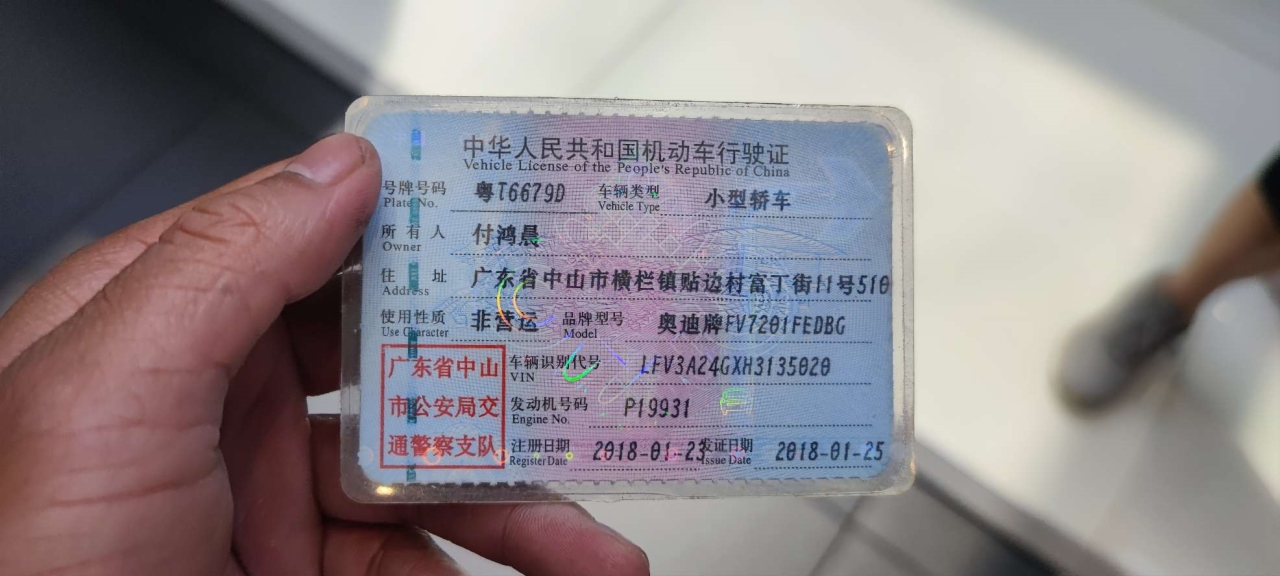 中华人民共和国机动车行驶证
Vehicle License of the People's Republic of China
号牌号码 粤T6679D 车辆类型 小型轿车
Plate No. Vehicle Type
所有人 付鸿晨
Owner
住址 广东省中山市横栏镇贴边村富丁街11号510
Address
使用性质 非营运 品牌型号 奥迪牌FV7201FEDBG
Use Character Model
广东省中山
市公安局交
通警察支队
车辆识别代号 LFV3A24GXH3135020
VIN
发动机号码 P19931
Engine No.
注册日期 2018-01-23 发证日期 2018-01-25
Register Date Issue Date